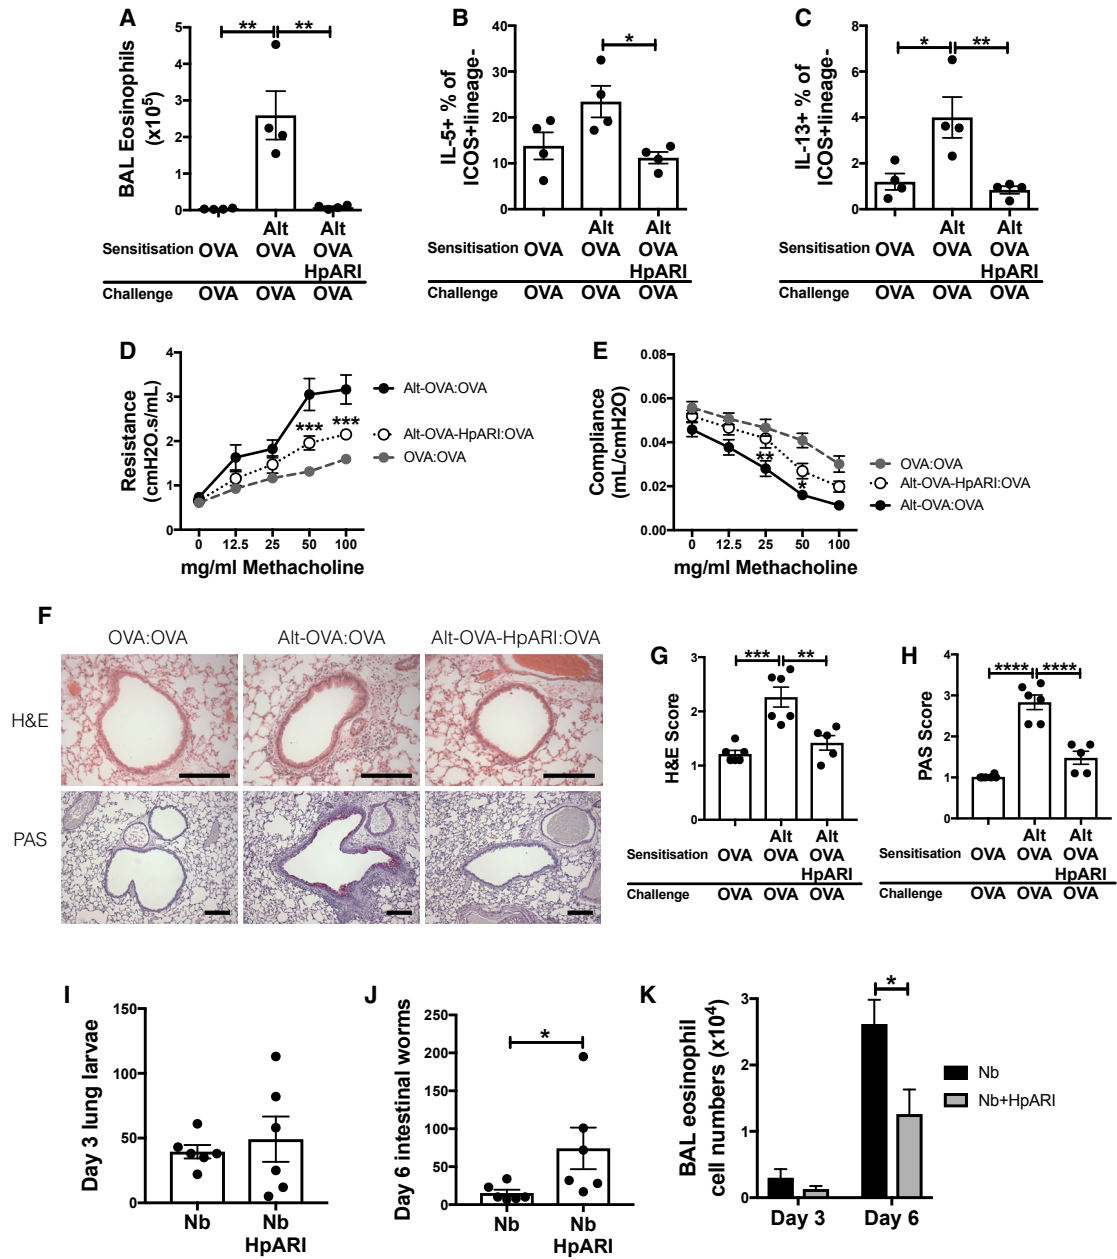 A
BAL Eosinophils
(x10⁵)
5
4
3
2
1
0
** **
Alt Alt
Sensitisation OVA OVA OVA
HpARI
Challenge OVA OVA OVA
B
IL-5+ % of
ICOS+lineage-
40
30
20
10
0
*
Alt Alt
OVA OVA OVA
HpARI
OVA OVA OVA
C
IL-13+ % of
ICOS+lineage-
8
6
4
2
0
* **
Alt Alt
Sensitisation OVA OVA OVA
HpARI
Challenge OVA OVA OVA
D
Resistance
(cmH2O.s/mL)
4
3
2
1
0
*** ***
0 12.5 25 50 100
mg/ml Methacholine
Alt-OVA:OVA
Alt-OVA-HpARI:OVA
OVA:OVA
E
Compliance
(mL/cmH2O)
0.08
0.06
0.04
0.02
0.00
** *
0 12.5 25 50 100
mg/ml Methacholine
OVA:OVA
Alt-OVA-HpARI:OVA
Alt-OVA:OVA
F
OVA:OVA Alt-OVA:OVA Alt-OVA-HpARI:OVA
H&E
PAS
G
H&E Score
3
2
1
0
*** **
Alt Alt
Sensitisation OVA OVA OVA
HpARI
Challenge OVA OVA OVA
H
PAS Score
4
3
2
1
0
**** ****
Alt Alt
Sensitisation OVA OVA OVA
HpARI
Challenge OVA OVA OVA
I
Day 3 lung larvae
150
100
50
0
Nb Nb
HpARI
J
Day 6 intestinal worms
250
200
150
100
50
0
*
Nb Nb
HpARI
K
BAL eosinophil
cell numbers (x10⁴)
3
2
1
0
*
Day 3 Day 6
Nb
Nb+HpARI